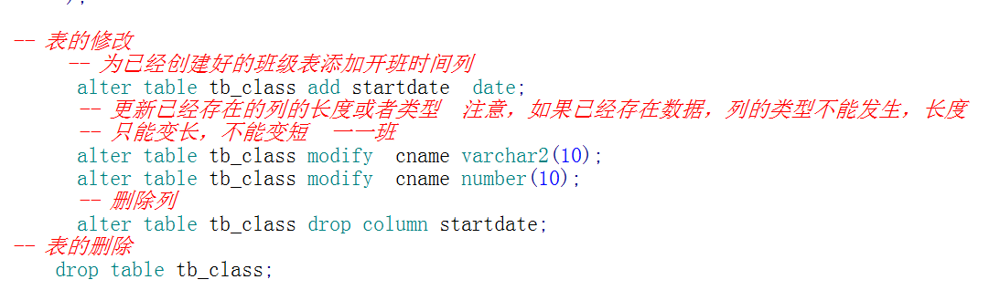 );
-- 表的修改
-- 为已经创建好的班级表添加开班时间列
alter table tb_class add startdate  date;
-- 更新已经存在的列的长度或者类型  注意，如果已经存在数据，列的类型不能发生，长度
-- 只能变长，不能变短  一一班
alter table tb_class modify  cname varchar2(10);
alter table tb_class modify  cname number(10);
-- 删除列
alter table tb_class drop column startdate;
-- 表的删除
drop table tb_class;